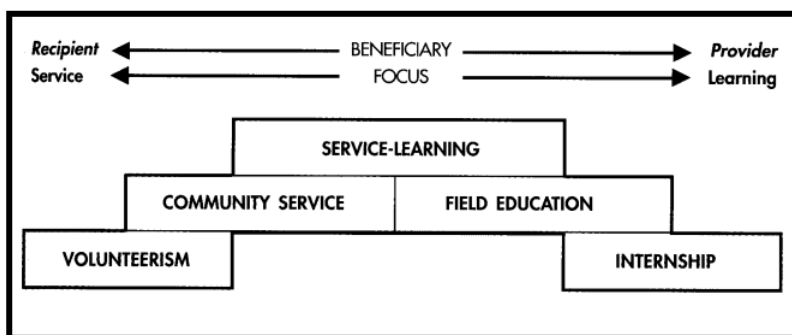 Recipient BENEFICIARY Provider
Service FOCUS Learning
SERVICE-LEARNING
COMMUNITY SERVICE FIELD EDUCATION
VOLUNTEERISM INTERNSHIP